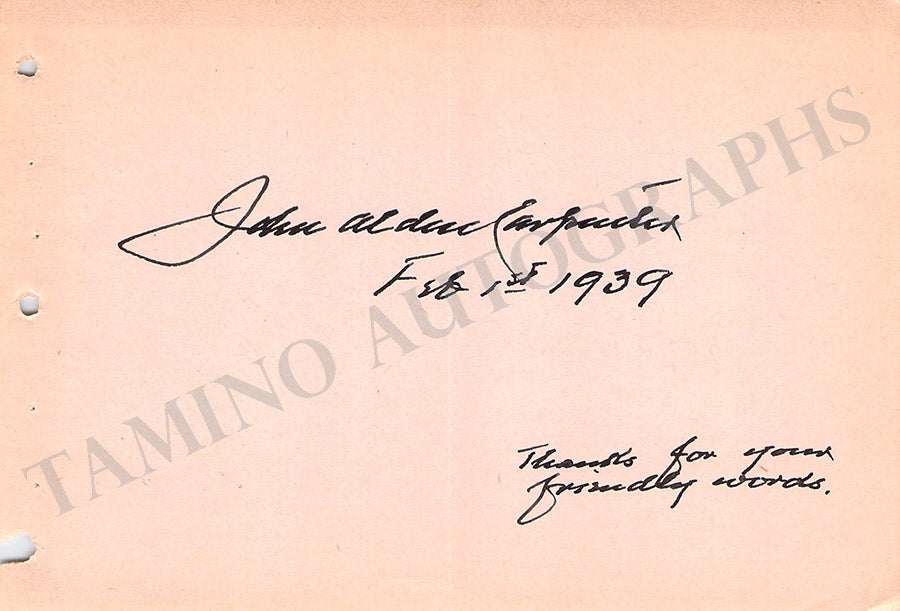 John Alden Carpenter
Feb 1st 1939
TAMINO AUTOGRAPHS
Thanks for your
friendly words.